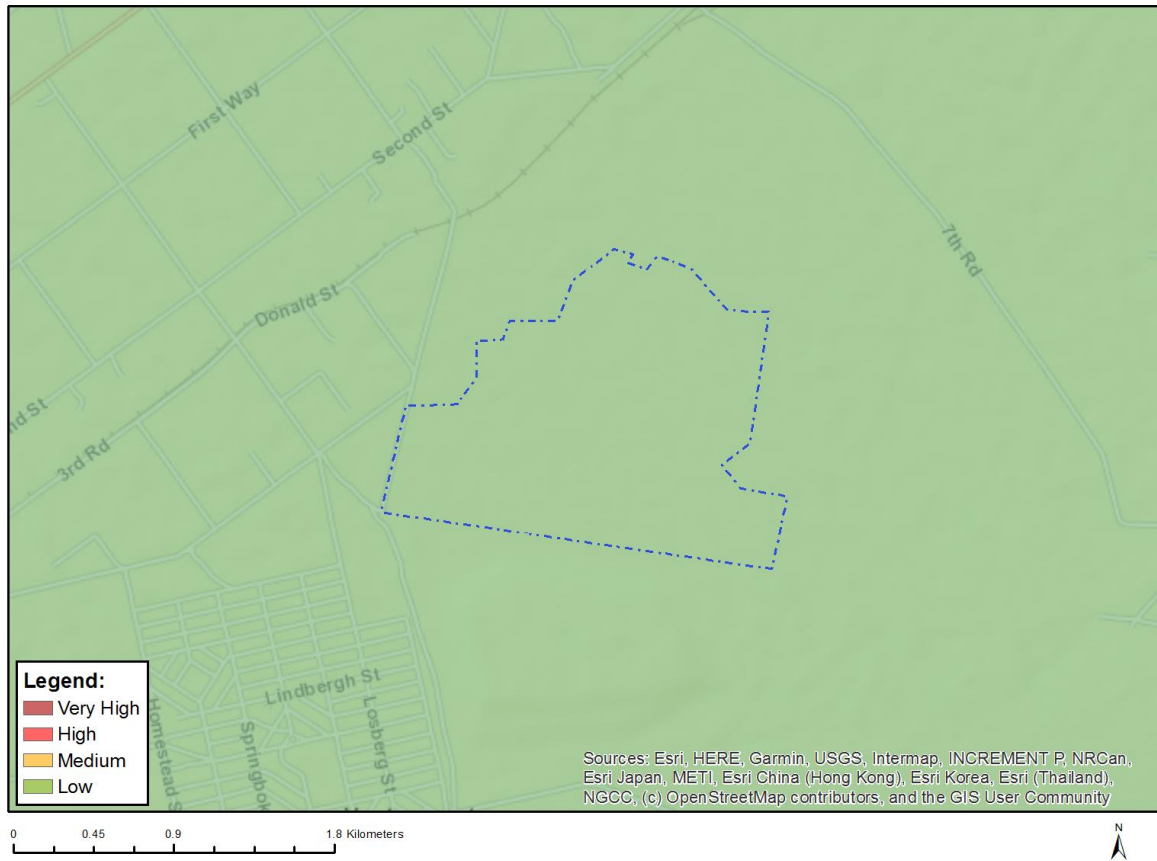 First Way
Second St
7th Rd
Donald St
nd St
3rd Rd
Lindbergh St
Homestead S
Springbok
Losberg St
Legend:
Very High
High
Medium
Low
Sources: Esri, HERE, Garmin, USGS, Intermap, INCREMENT P, NRCan,
Esri Japan, METI, Esri China (Hong Kong), Esri Korea, Esri (Thailand),
NGCC, (c) OpenStreetMap contributors, and the GIS User Community
0 0.45 0.9 1.8 Kilometers
N